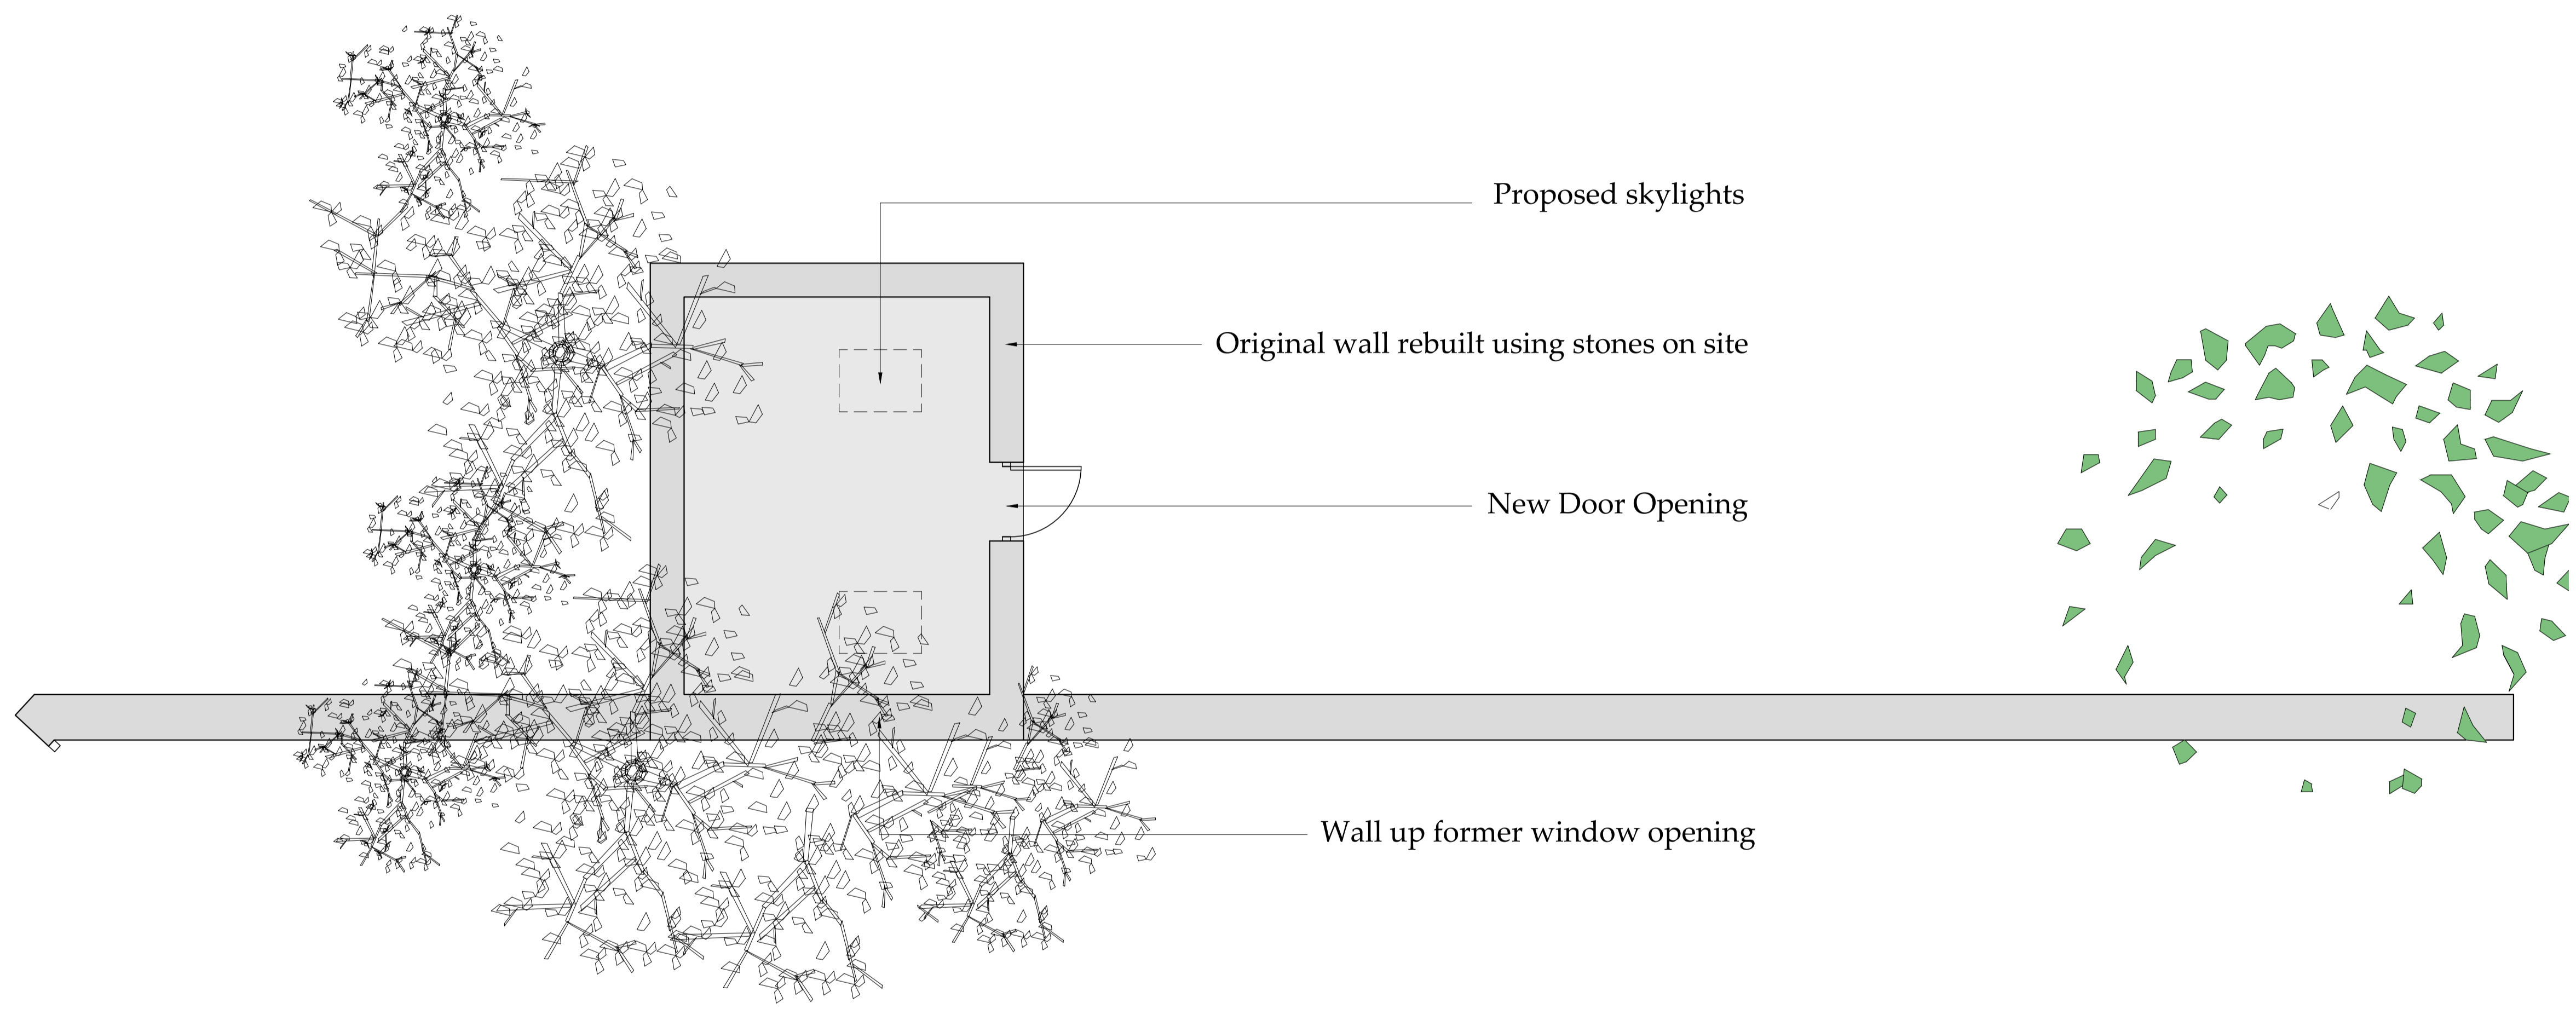 Proposed skylights
Original wall rebuilt using stones on site
New Door Opening
Wall up former window opening